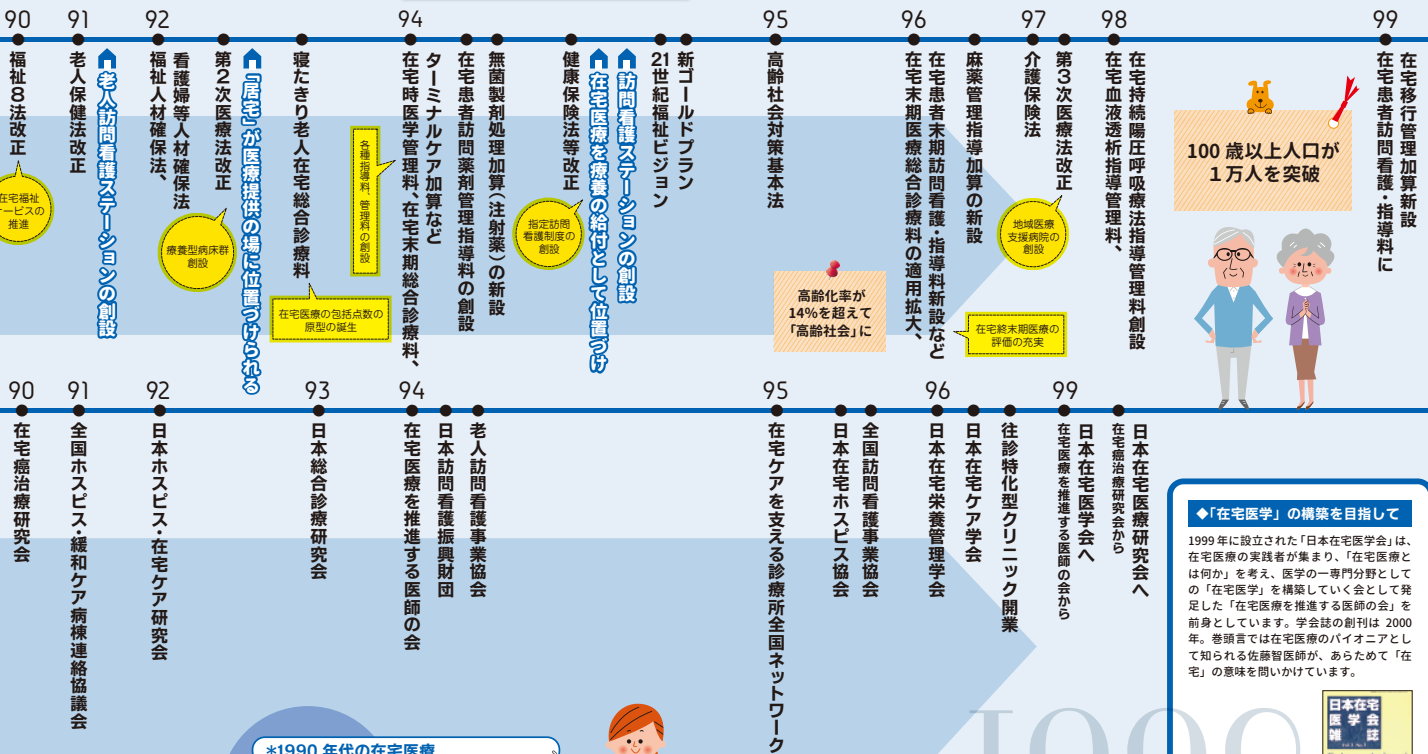 90
福祉８法改正
在宅福祉
サービスの
推進
91
老人保健法改正
老人訪問看護ステーションの創設
92
福祉人材確保法、
看護婦等人材確保法
第２次医療法改正
療養型病床群
創設
「居宅」が医療提供の場に位置づけられる
寝たきり老人在宅総合診療料
在宅医療の包括点数の
原型の誕生
94
在宅時医学管理料、在宅末期総合診療料、
ターミナルケア加算など
各種指導料、管理料の創設
在宅患者訪問薬剤管理指導料の創設
無菌製剤処理加算（注射薬）の新設
健康保険法等改正
指定訪問
看護制度の
創設
在宅医療を療養の給付として位置づけ
訪問看護ステーションの創設
21世紀福祉ビジョン
新ゴールドプラン
95
高齢社会対策基本法
高齢化率が
14%を超えて
「高齢社会」に
96
在宅末期医療総合診療料の適用拡大、
在宅患者末期訪問看護・指導料新設など
在宅終末期医療の
評価の充実
麻薬管理指導加算の新設
97
介護保険法
第３次医療法改正
地域医療
支援病院の
創設
98
在宅血液透析指導管理料、
在宅持続陽圧呼吸療法指導管理料創設
100 歳以上人口が
１万人を突破
99
在宅患者訪問看護・指導料に
在宅移行管理加算新設
90
在宅癌治療研究会
91
全国ホスピス・緩和ケア病棟連絡協議会
92
日本ホスピス・在宅ケア研究会
93
日本総合診療研究会
94
在宅医療を推進する医師の会
日本訪問看護振興財団
老人訪問看護事業協会
95
在宅ケアを支える診療所全国ネットワーク
日本在宅ホスピス協会
全国訪問看護事業協会
96
日本在宅栄養管理学会
日本在宅ケア学会
往診特化型クリニック開業
99
在宅医療を推進する医師の会から
日本在宅医学会へ
在宅癌治療研究会から
日本在宅医療研究会へ
◆「在宅医学」の構築を目指して
1999 年に設立された「日本在宅医学会」は、
在宅医療の実践者が集まり、「在宅医療と
は何か」を考え、医学の一専門分野として
の「在宅医学」を構築していく会として発
足した「在宅医療を推進する医師の会」を
前身としています。学会誌の創刊は 2000
年。巻頭言では在宅医療のパイオニアとし
て知られる佐藤智医師が、あらためて「在
宅」の意味を問いかけています。
日本在宅
医学会
雑誌
*1990 年代の在宅医療
1990